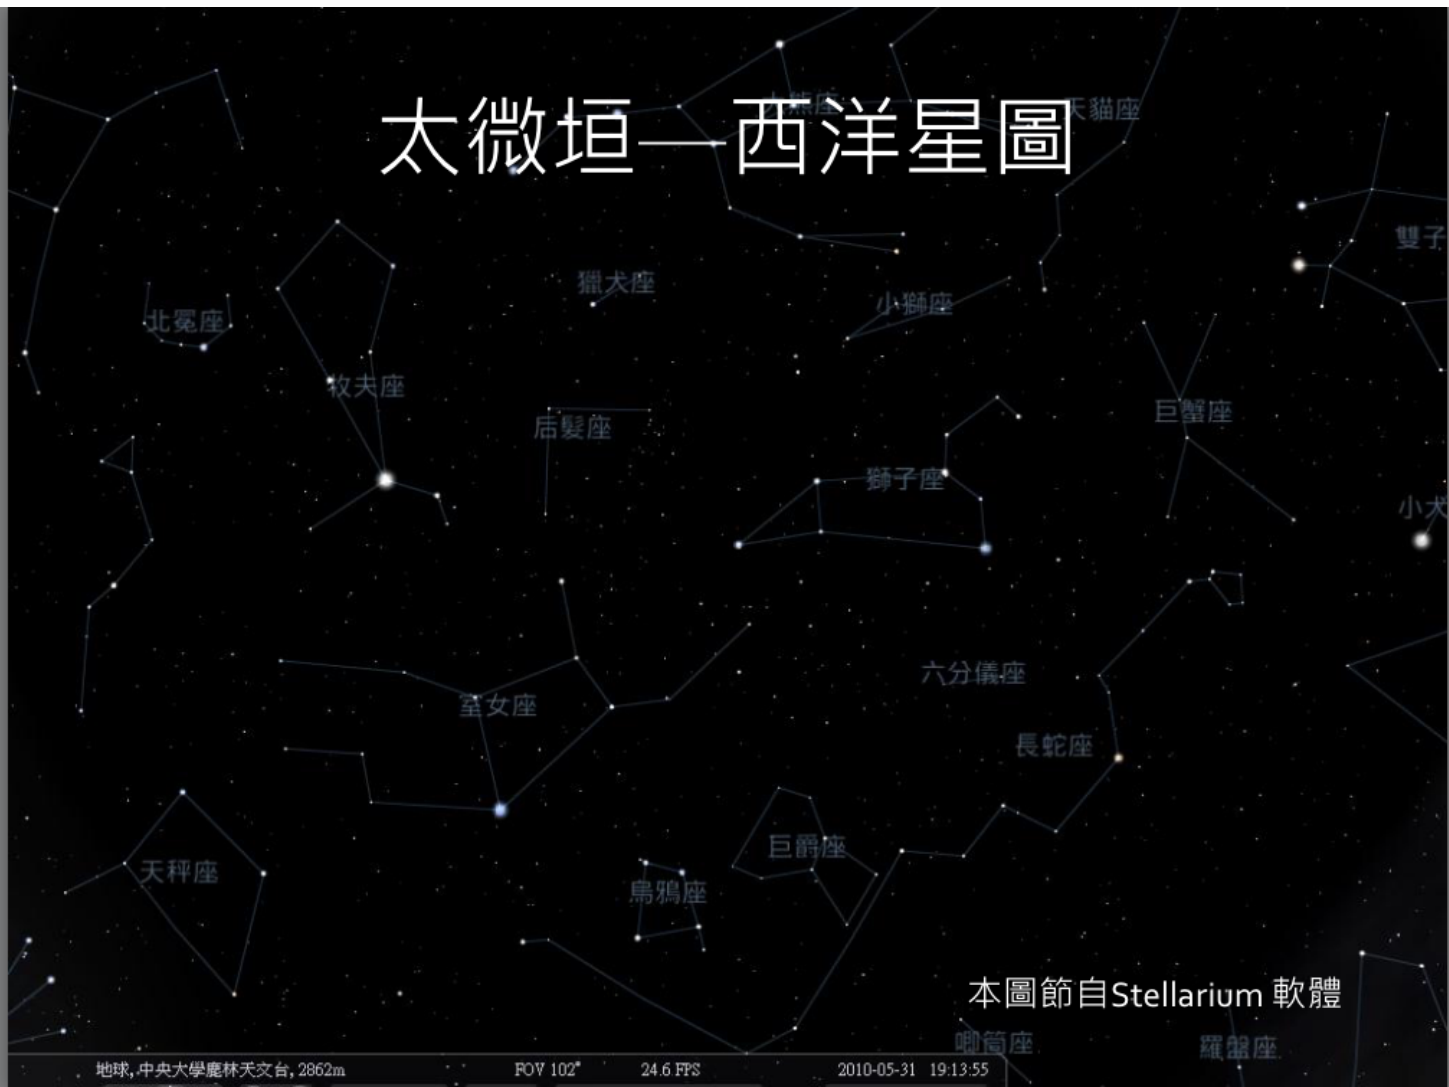 太微垣—西洋星圖
大熊座
天貓座
雙子
獵犬座
小獅座
北冕座
牧夫座
后髮座
巨蟹座
獅子座
小犬
六分儀座
室女座
長蛇座
巨爵座
天秤座
烏鴉座
本圖節自Stellarium 軟體
唧筒座
羅盤座
地球, 中央大學鹿林天文台, 2862m
FOV 102°
24.6 FPS
2010-05-31 19:13:55